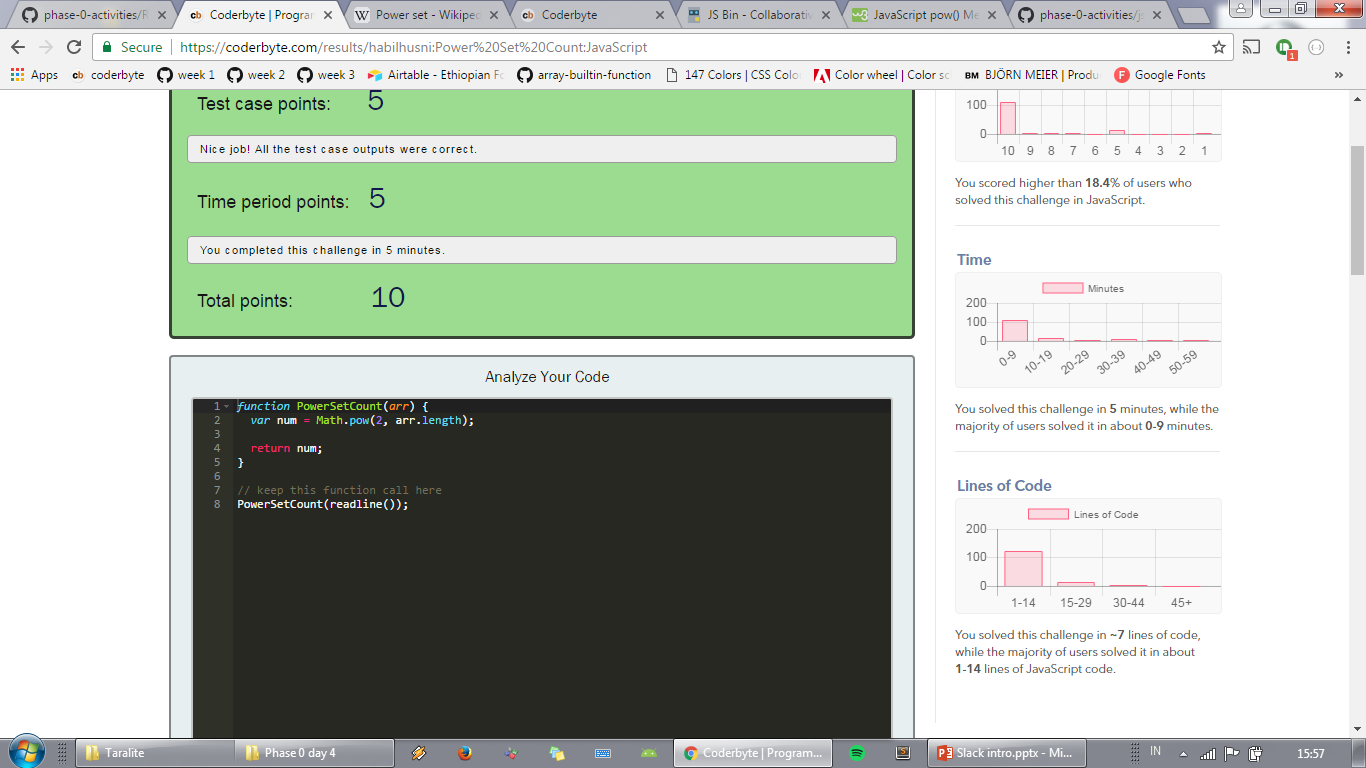 phase-0-activities/R
Coderbyte | Program
Power set - Wikipe
Coderbyte
JS Bin - Collaborativ
JavaScript pow() Me
phase-0-activities/js
Secure https://coderbyte.com/results/habilhusni:Power%20Set%20Count:JavaScript
1
Apps coderbyte week 1 week 2 week 3 Airtable - Ethiopian Fo array-builtin-function 147 Colors | CSS Colo Color wheel | Color sc BM BJÖRN MEIER | Produ F Google Fonts »
Test case points: 5
Nice job! All the test case outputs were correct.
Time period points: 5
You completed this challenge in 5 minutes.
Total points: 10
Analyze Your Code
1 function PowerSetCount(arr) {
2 var num = Math.pow(2, arr.length);
3
4 return num;
5 }
6
7 // keep this function call here
8 PowerSetCount(readline());
100
0
10 9 8 7 6 5 4 3 2 1
You scored higher than 18.4% of users who
solved this challenge in JavaScript.
Time
Minutes
200
100
0
0-9 10-19 20-29 30-39 40-49 50-59
You solved this challenge in 5 minutes, while the
majority of users solved it in about 0-9 minutes.
Lines of Code
Lines of Code
200
100
0
1-14 15-29 30-44 45+
You solved this challenge in ~7 lines of code,
while the majority of users solved it in about
1-14 lines of JavaScript code.
Taralite Phase 0 day 4 Coderbyte | Program... Slack intro.pptx - Mi... IN 15:57